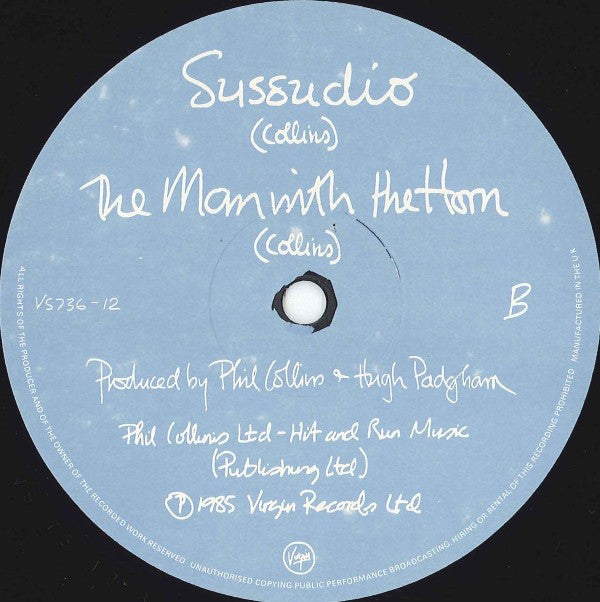 Sussudio
(Collins)
The Man with the Horn
(Collins)
VS736-12
B
Produced by Phil Collins & Hugh Padgham
Phil Collins Ltd - Hit and Run Music
(Publishing Ltd)
Ⓟ 1985 Virgin Records Ltd
Virgin
ALL RIGHTS OF THE PRODUCER AND OF THE OWNER OF THE RECORDED WORK RESERVED UNAUTHORISED COPYING PUBLIC PERFORMANCE BROADCASTING, HIRING OR RENTAL OF THIS RECORDING PROHIBITED MANUFACTURED IN THE U K